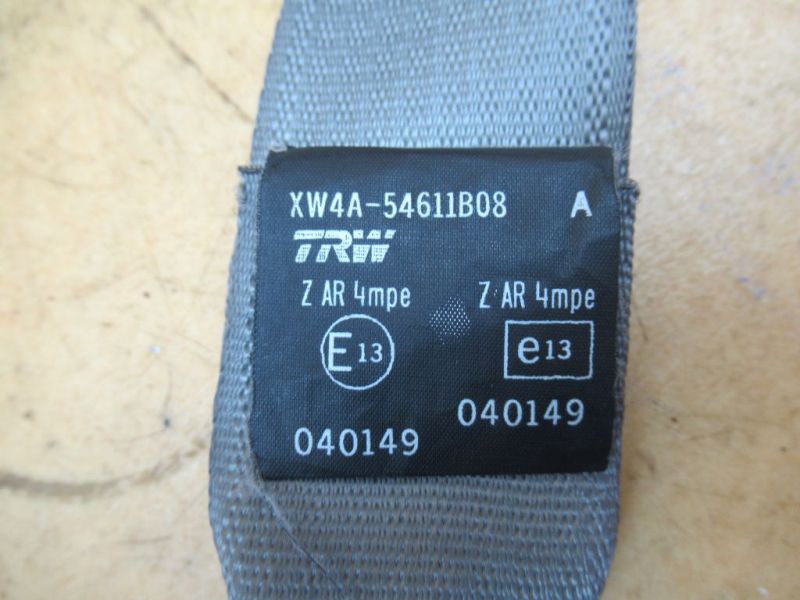 XW4A-54611B08 A
TRW
Z AR 4mpe Z AR 4mpe
E13 e13
040149 040149